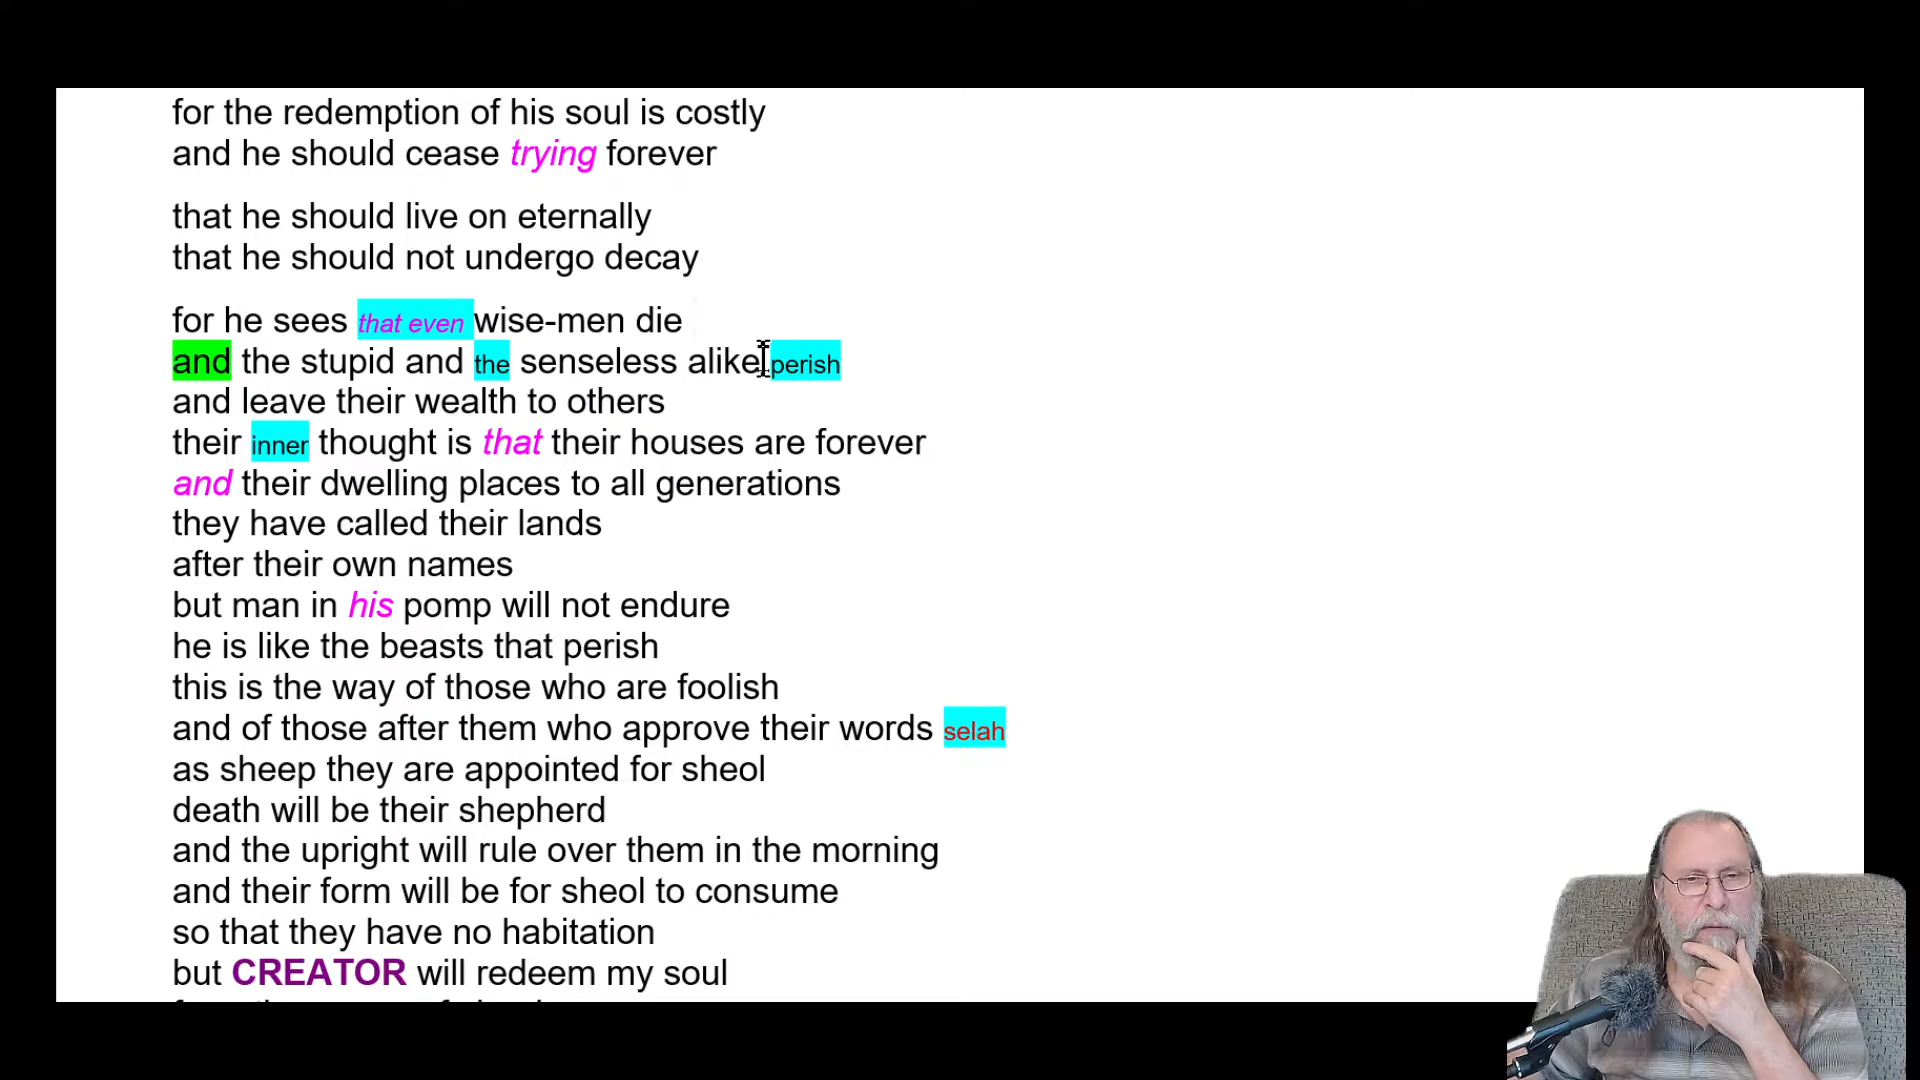 for the redemption of his soul is costly
and he should cease trying forever
that he should live on eternally
that he should not undergo decay
for he sees that even wise-men die
and the stupid and the senseless alike perish
and leave their wealth to others
their inner thought is that their houses are forever
and their dwelling places to all generations
they have called their lands
after their own names
but man in his pomp will not endure
he is like the beasts that perish
this is the way of those who are foolish
and of those after them who approve their words selah
as sheep they are appointed for sheol
death will be their shepherd
and the upright will rule over them in the morning
and their form will be for sheol to consume
so that they have no habitation
but CREATOR will redeem my soul